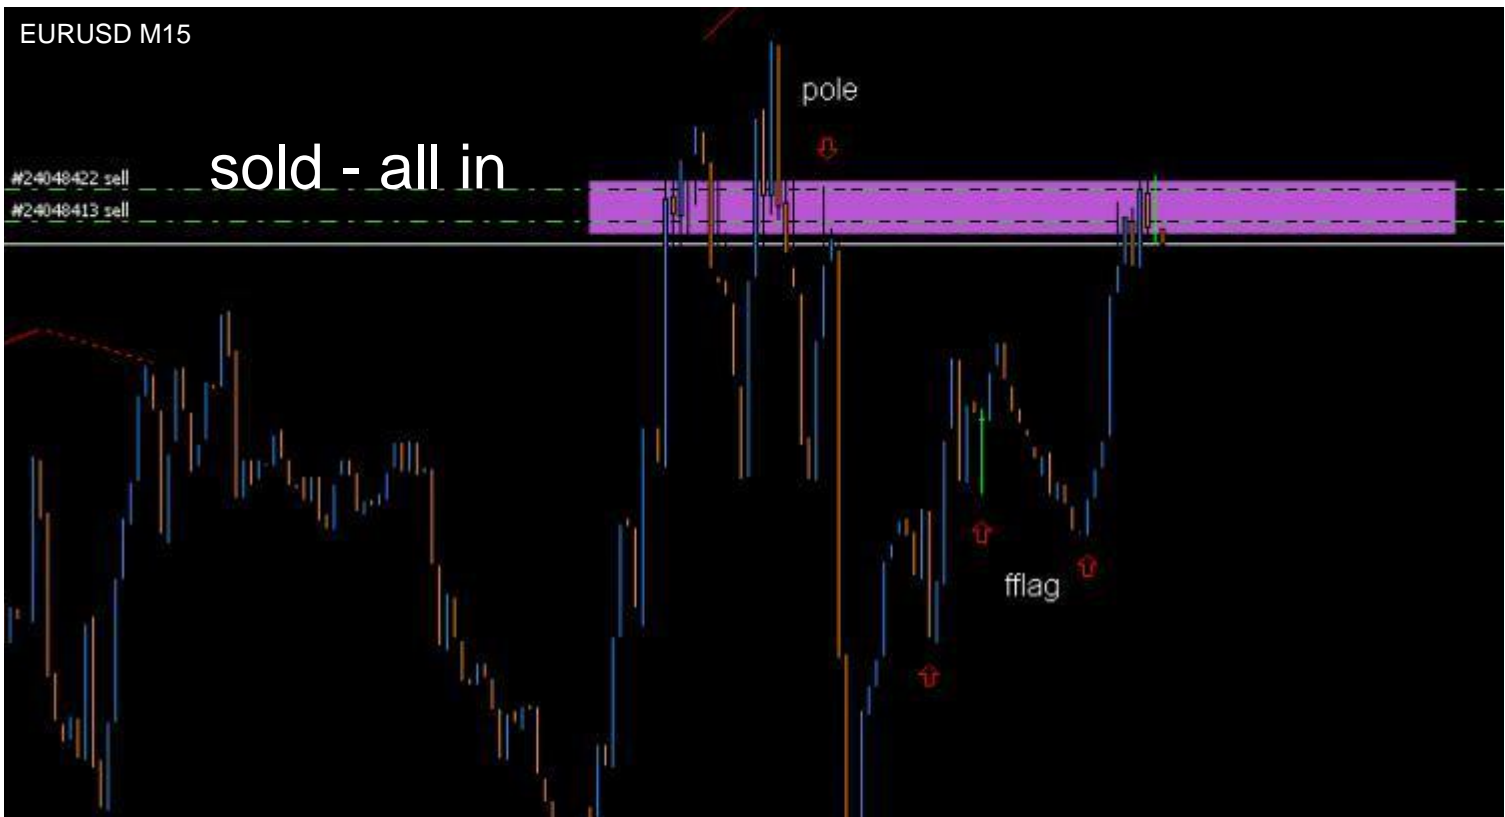 EURUSD M15
pole
sold - all in
#24048422 sell
#24048413 sell
fflag